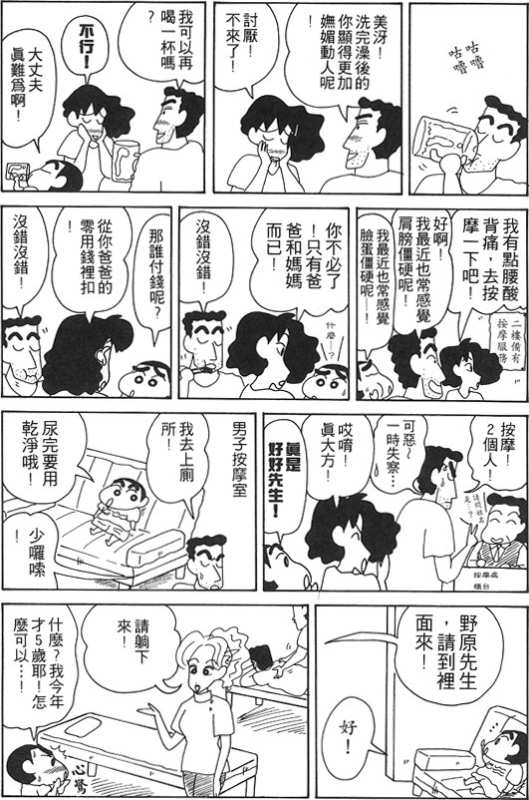 咕嚕
咕嚕
美冴！
洗完澡後的
你顯得更加
嫵媚動人呢
討厭！
不來了！
我可以再
喝一杯嗎
？
不行！
大丈夫
真難為啊！
二樓備有
按摩服務
我有點腰酸
背痛，去按
摩一下吧！
好啊！
我最近也常感覺
肩膀僵硬呢！
我最近也常感覺
臉蛋僵硬呢…！
你不必了
！只有爸
爸和媽媽
而已！
什麼…？
沒錯沒錯！
那誰付錢呢？
從你爸爸的
零用錢裡扣
沒錯沒錯！
按摩！
2個人！
按摩處
櫃台
可惡～
一時失察…
哎唷！
真大方！
真是
好好先生！
男子按摩室
我去上廁
所！
尿完要用
乾淨哦！
少囉嗦
！
野原先生
，請到裡
面來！
好！
請躺下
來！
什麼？我今年
才5歲耶！怎
麼可以…！
心驚